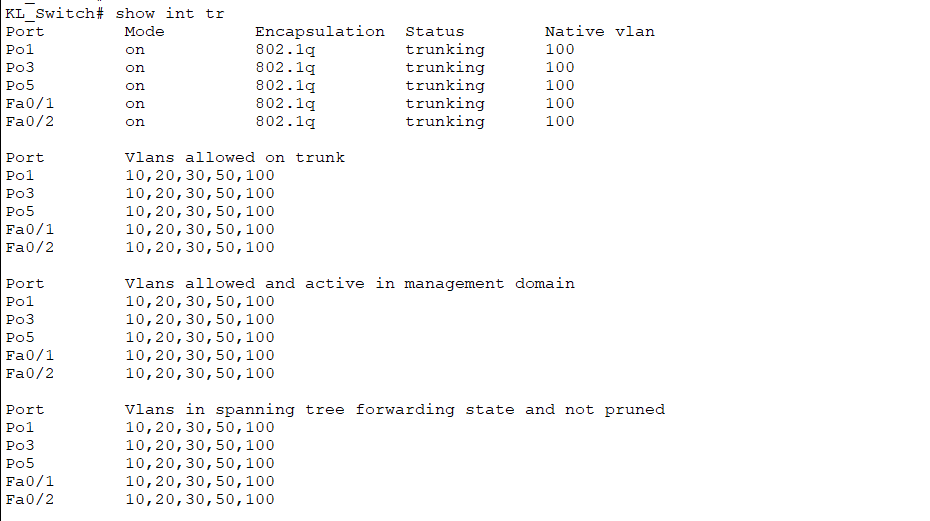 KL_Switch# show int tr
Port Mode Encapsulation Status Native vlan
Po1 on 802.1q trunking 100
Po3 on 802.1q trunking 100
Po5 on 802.1q trunking 100
Fa0/1 on 802.1q trunking 100
Fa0/2 on 802.1q trunking 100
Port Vlans allowed on trunk
Po1 10,20,30,50,100
Po3 10,20,30,50,100
Po5 10,20,30,50,100
Fa0/1 10,20,30,50,100
Fa0/2 10,20,30,50,100
Port Vlans allowed and active in management domain
Po1 10,20,30,50,100
Po3 10,20,30,50,100
Po5 10,20,30,50,100
Fa0/1 10,20,30,50,100
Fa0/2 10,20,30,50,100
Port Vlans in spanning tree forwarding state and not pruned
Po1 10,20,30,50,100
Po3 10,20,30,50,100
Po5 10,20,30,50,100
Fa0/1 10,20,30,50,100
Fa0/2 10,20,30,50,100